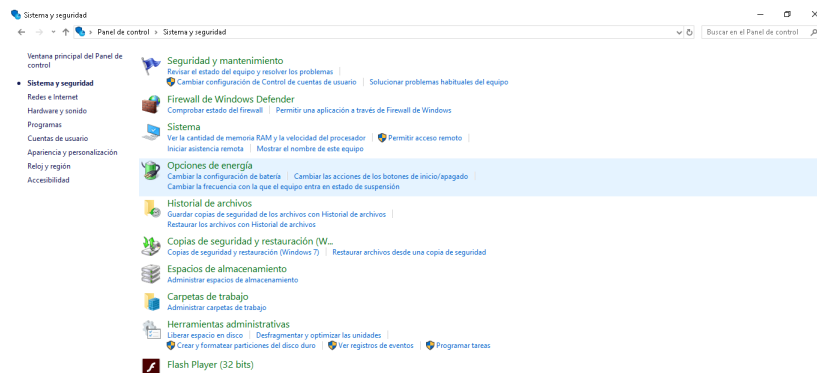 Sistema y seguridad
Panel de control > Sistema y seguridad
Buscar en el Panel de control
Ventana principal del Panel de
control
Sistema y seguridad
Redes e Internet
Hardware y sonido
Programas
Cuentas de usuario
Apariencia y personalización
Reloj y región
Accesibilidad
Seguridad y mantenimiento
Revisar el estado del equipo y resolver los problemas
Cambiar configuración de Control de cuentas de usuario | Solucionar problemas habituales del equipo
Firewall de Windows Defender
Comprobar estado del firewall | Permitir una aplicación a través de Firewall de Windows
Sistema
Ver la cantidad de memoria RAM y la velocidad del procesador | Permitir acceso remoto
Iniciar asistencia remota | Mostrar el nombre de este equipo
Opciones de energía
Cambiar la configuración de batería | Cambiar las acciones de los botones de inicio/apagado
Cambiar la frecuencia con la que el equipo entra en estado de suspensión
Historial de archivos
Guardar copias de seguridad de los archivos con Historial de archivos
Restaurar los archivos con Historial de archivos
Copias de seguridad y restauración (W...
Copias de seguridad y restauración (Windows 7) | Restaurar archivos desde una copia de seguridad
Espacios de almacenamiento
Administrar espacios de almacenamiento
Carpetas de trabajo
Administrar carpetas de trabajo
Herramientas administrativas
Liberar espacio en disco | Desfragmentar y optimizar las unidades
Crear y formatear particiones del disco duro | Ver registros de eventos | Programar tareas
Flash Player (32 bits)